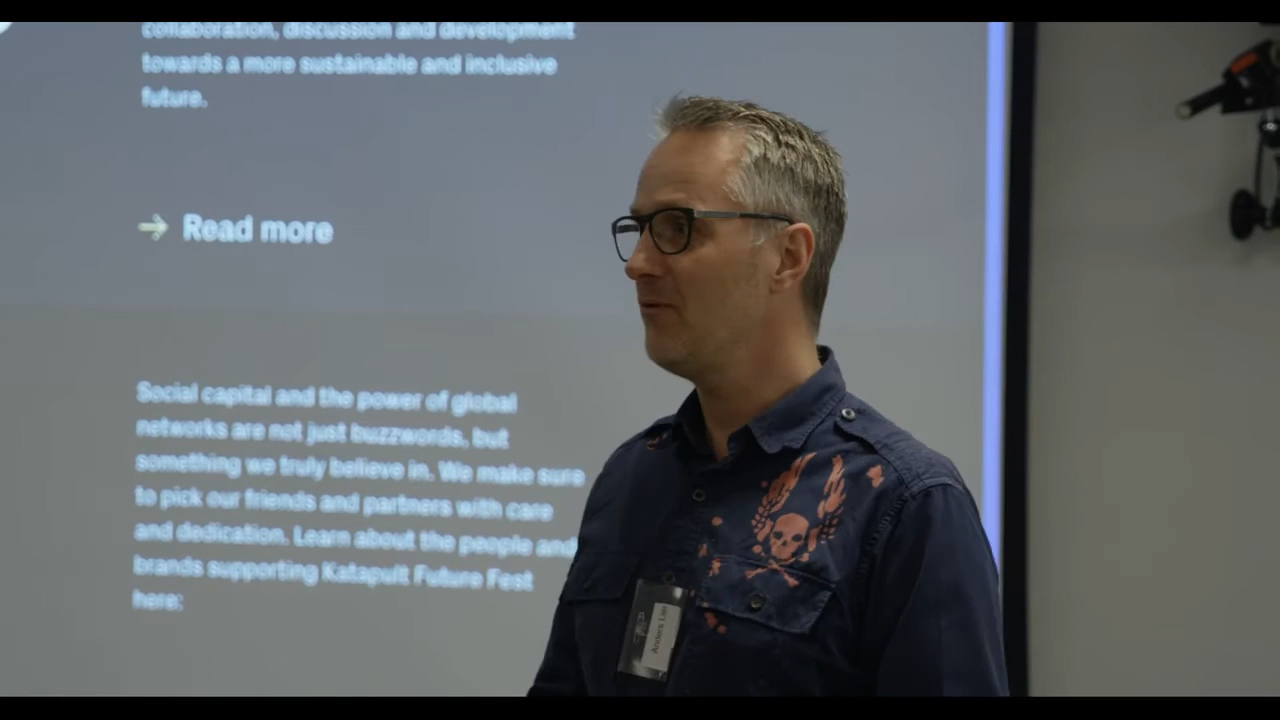 collaboration, discussion and development
towards a more sustainable and inclusive
future.
→ Read more
Social capital and the power of global
networks are not just buzzwords, but
something we truly believe in. We make sure
to pick our friends and partners with care
and dedication. Learn about the people and
brands supporting Katapult Future Fest
here:
Anders